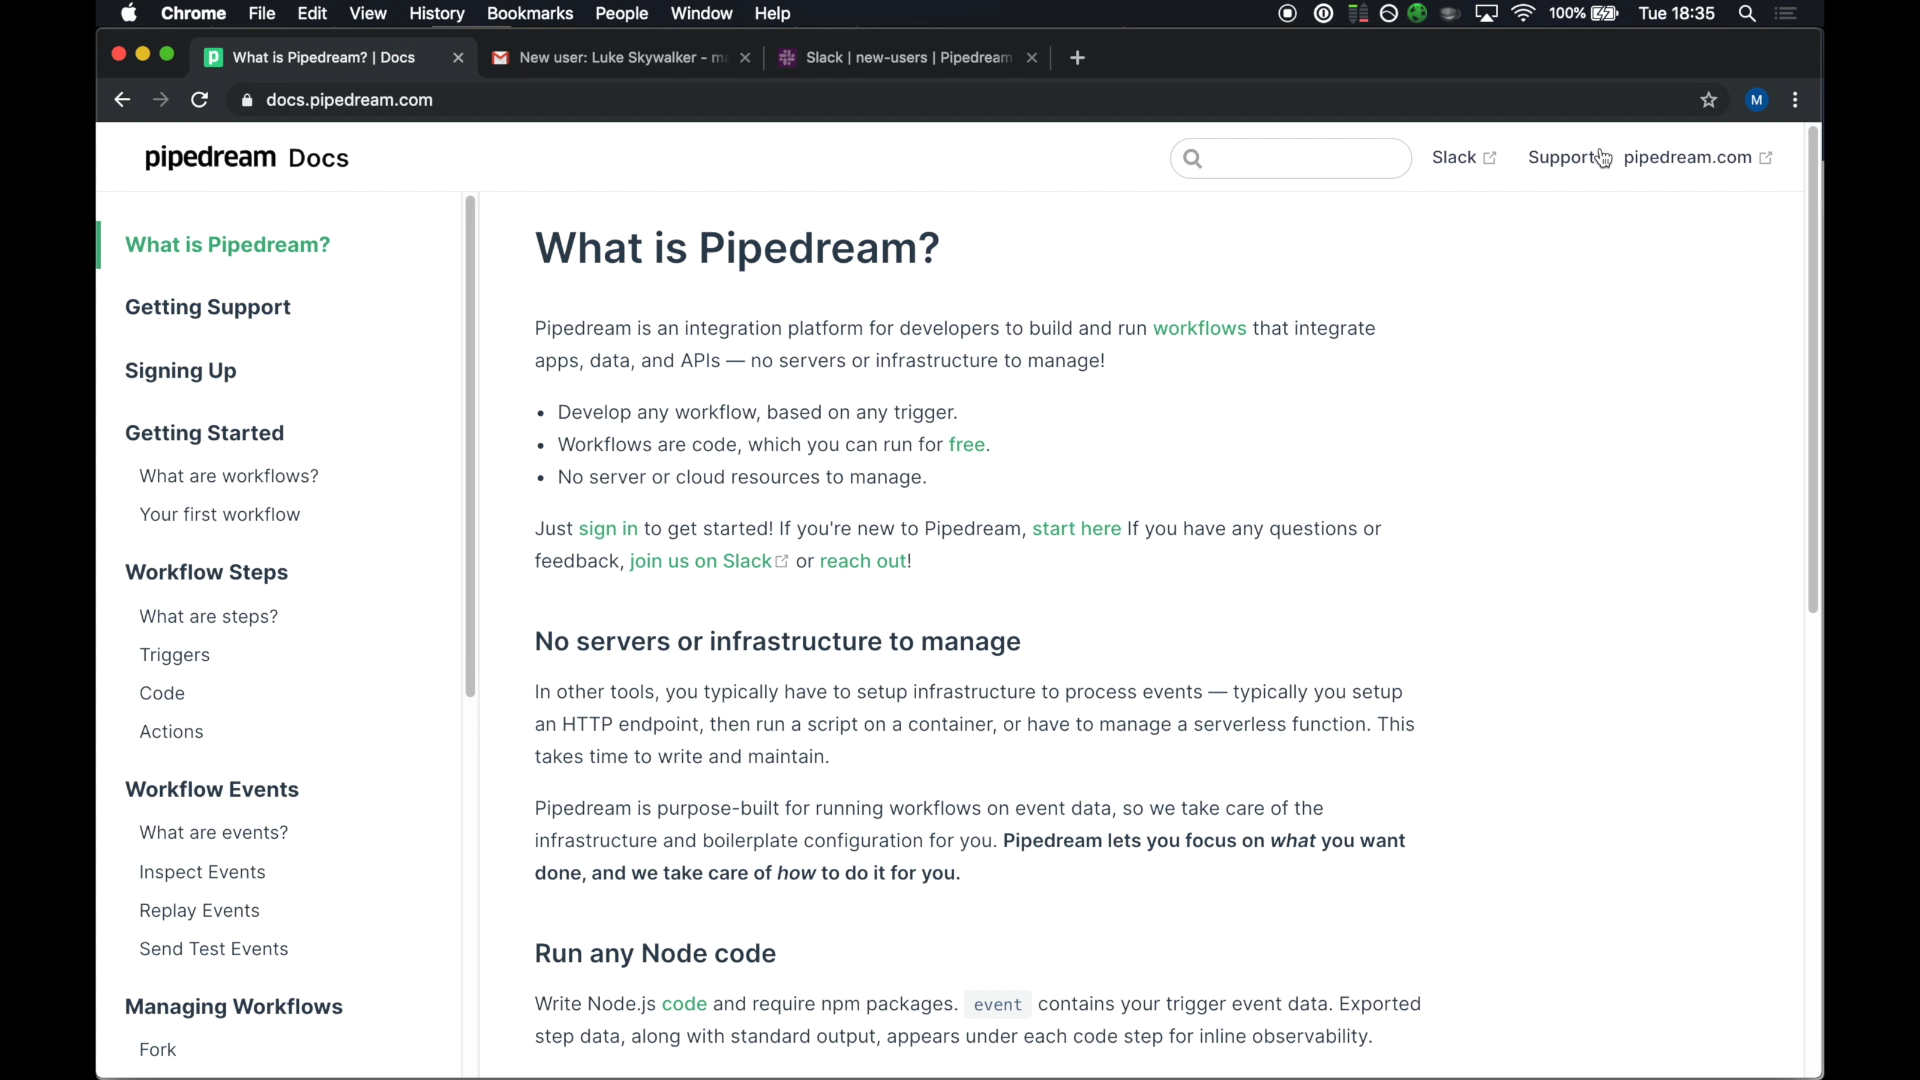 Chrome File Edit View History Bookmarks People Window Help 100% Tue 18:35
What is Pipedream? | Docs New user: Luke Skywalker - m Slack | new-users | Pipedream
docs.pipedream.com M
pipedream Docs Slack Support pipedream.com
What is Pipedream?
Getting Support
Signing Up
Getting Started
What are workflows?
Your first workflow
Workflow Steps
What are steps?
Triggers
Code
Actions
Workflow Events
What are events?
Inspect Events
Replay Events
Send Test Events
Managing Workflows
Fork
What is Pipedream?
Pipedream is an integration platform for developers to build and run workflows that integrate
apps, data, and APIs — no servers or infrastructure to manage!
• Develop any workflow, based on any trigger.
• Workflows are code, which you can run for free.
• No server or cloud resources to manage.
Just sign in to get started! If you're new to Pipedream, start here If you have any questions or
feedback, join us on Slack or reach out!
No servers or infrastructure to manage
In other tools, you typically have to setup infrastructure to process events — typically you setup
an HTTP endpoint, then run a script on a container, or have to manage a serverless function. This
takes time to write and maintain.
Pipedream is purpose-built for running workflows on event data, so we take care of the
infrastructure and boilerplate configuration for you. Pipedream lets you focus on what you want
done, and we take care of how to do it for you.
Run any Node code
Write Node.js code and require npm packages. event contains your trigger event data. Exported
step data, along with standard output, appears under each code step for inline observability.